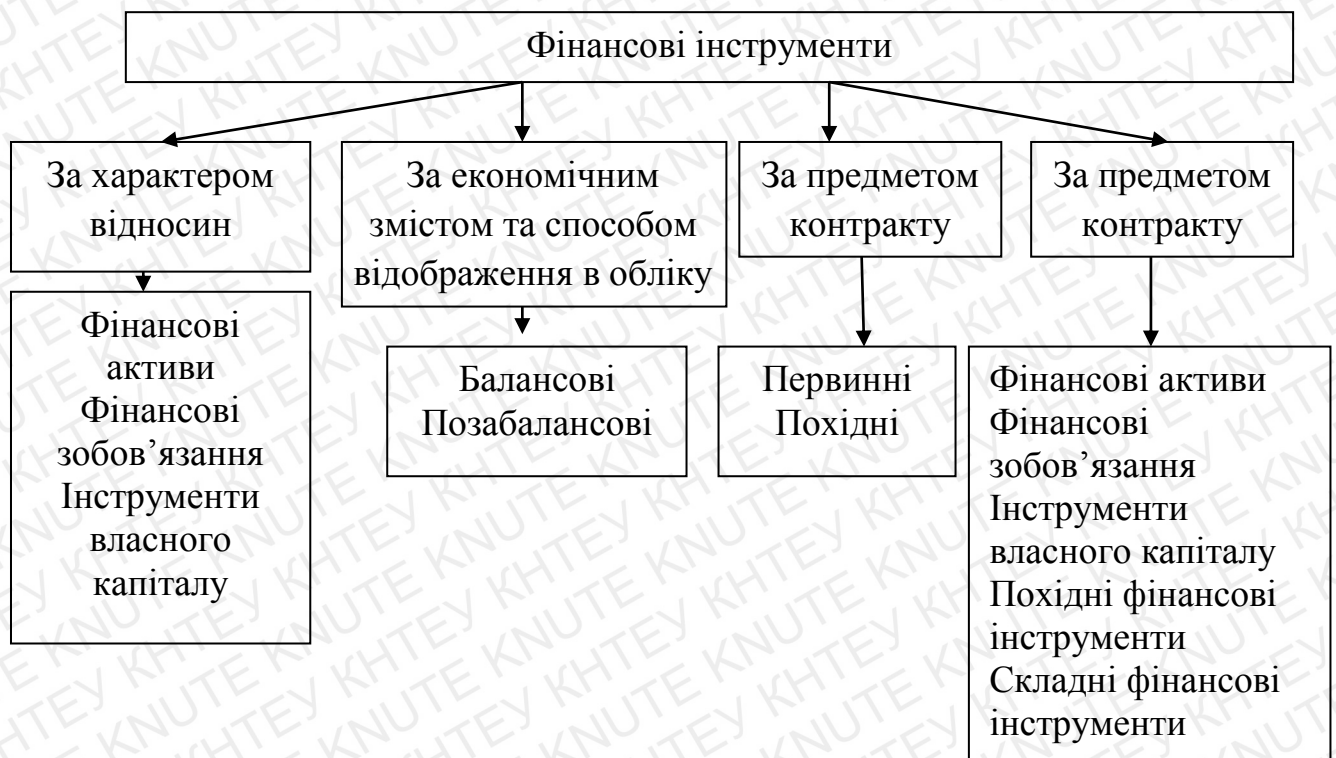 Фінансові інструменти
За характером
відносин
За економічним
змістом та способом
відображення в обліку
За предметом
контракту
За предметом
контракту
Фінансові
активи
Фінансові
зобов’язання
Інструменти
власного
капіталу
Балансові
Позабалансові
Первинні
Похідні
Фінансові активи
Фінансові
зобов’язання
Інструменти
власного капіталу
Похідні фінансові
інструменти
Складні фінансові
інструменти